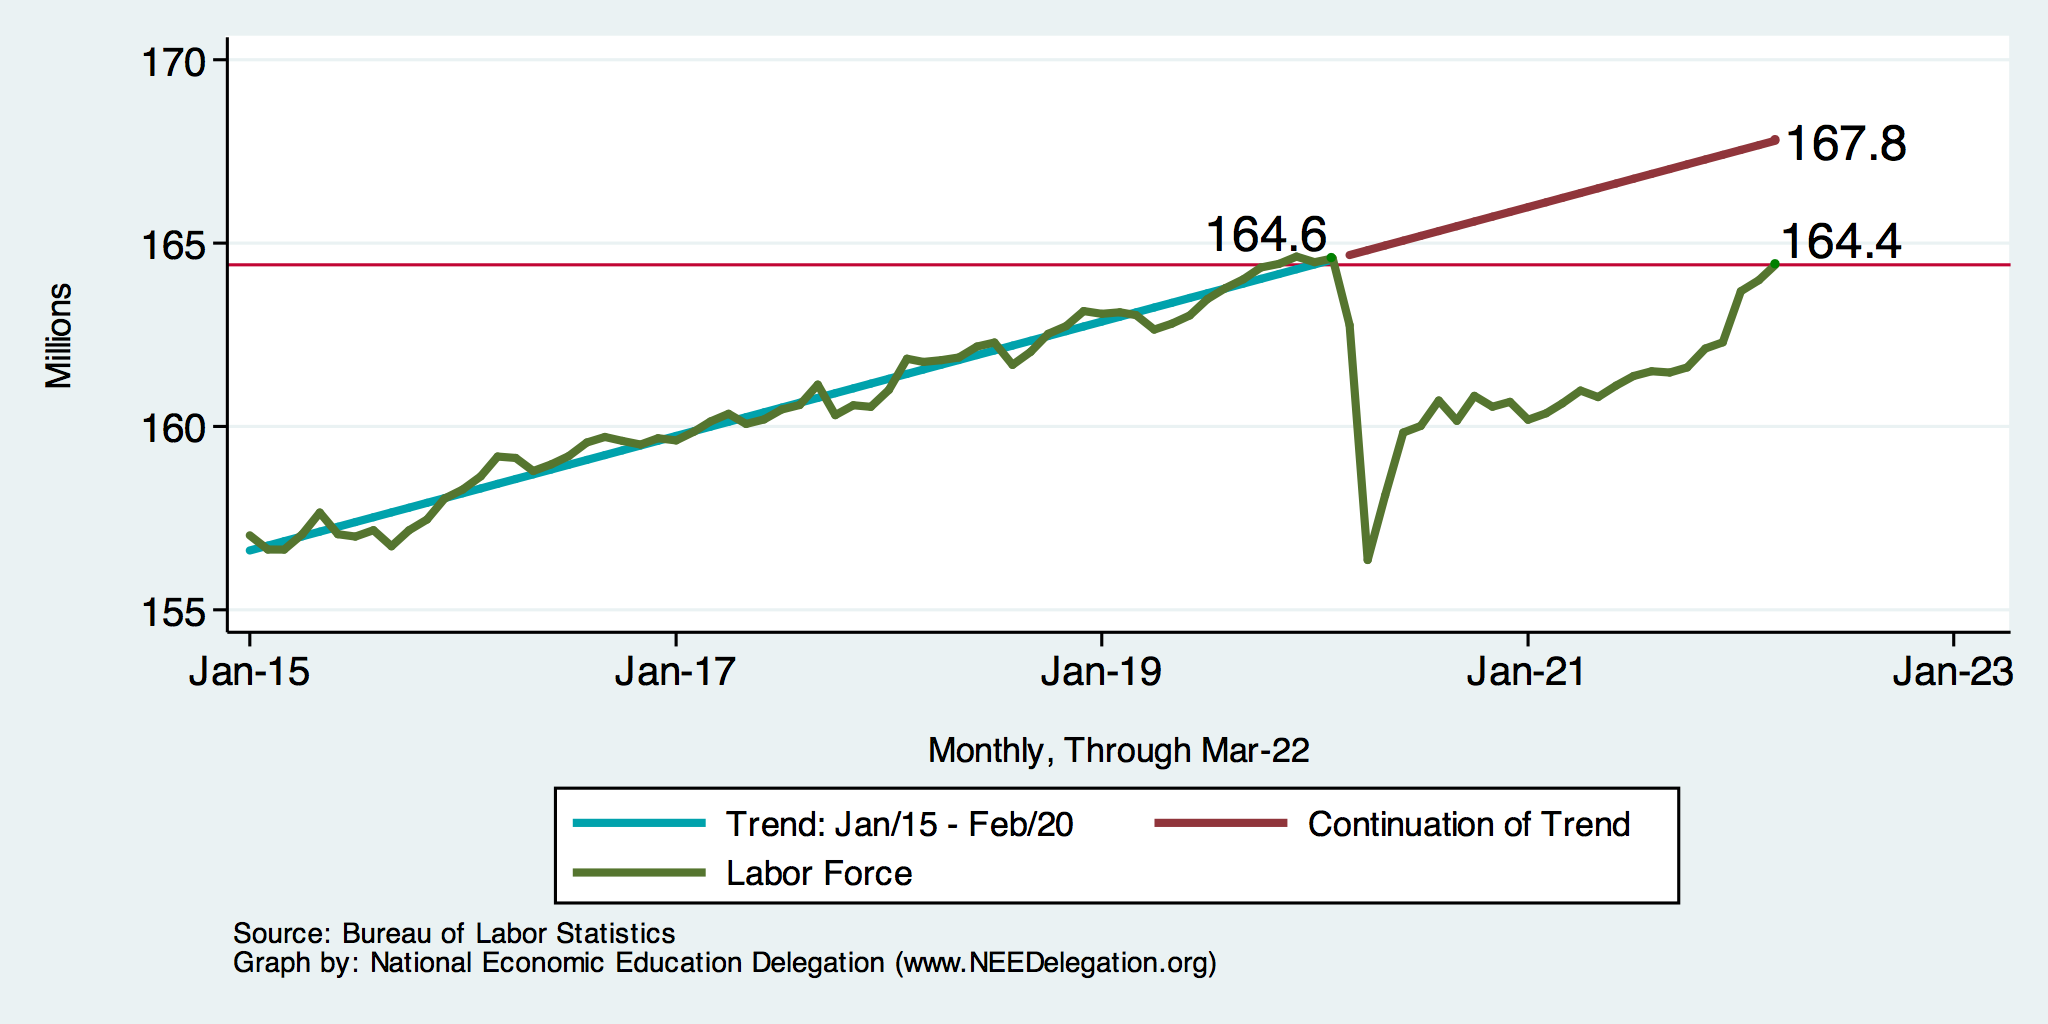 170
165
160
155
Millions
164.6
167.8
164.4
Jan-15 Jan-17 Jan-19 Jan-21 Jan-23
Monthly, Through Mar-22
Trend: Jan/15 - Feb/20 Continuation of Trend
Labor Force
Source: Bureau of Labor Statistics
Graph by: National Economic Education Delegation (www.NEEDelegation.org)